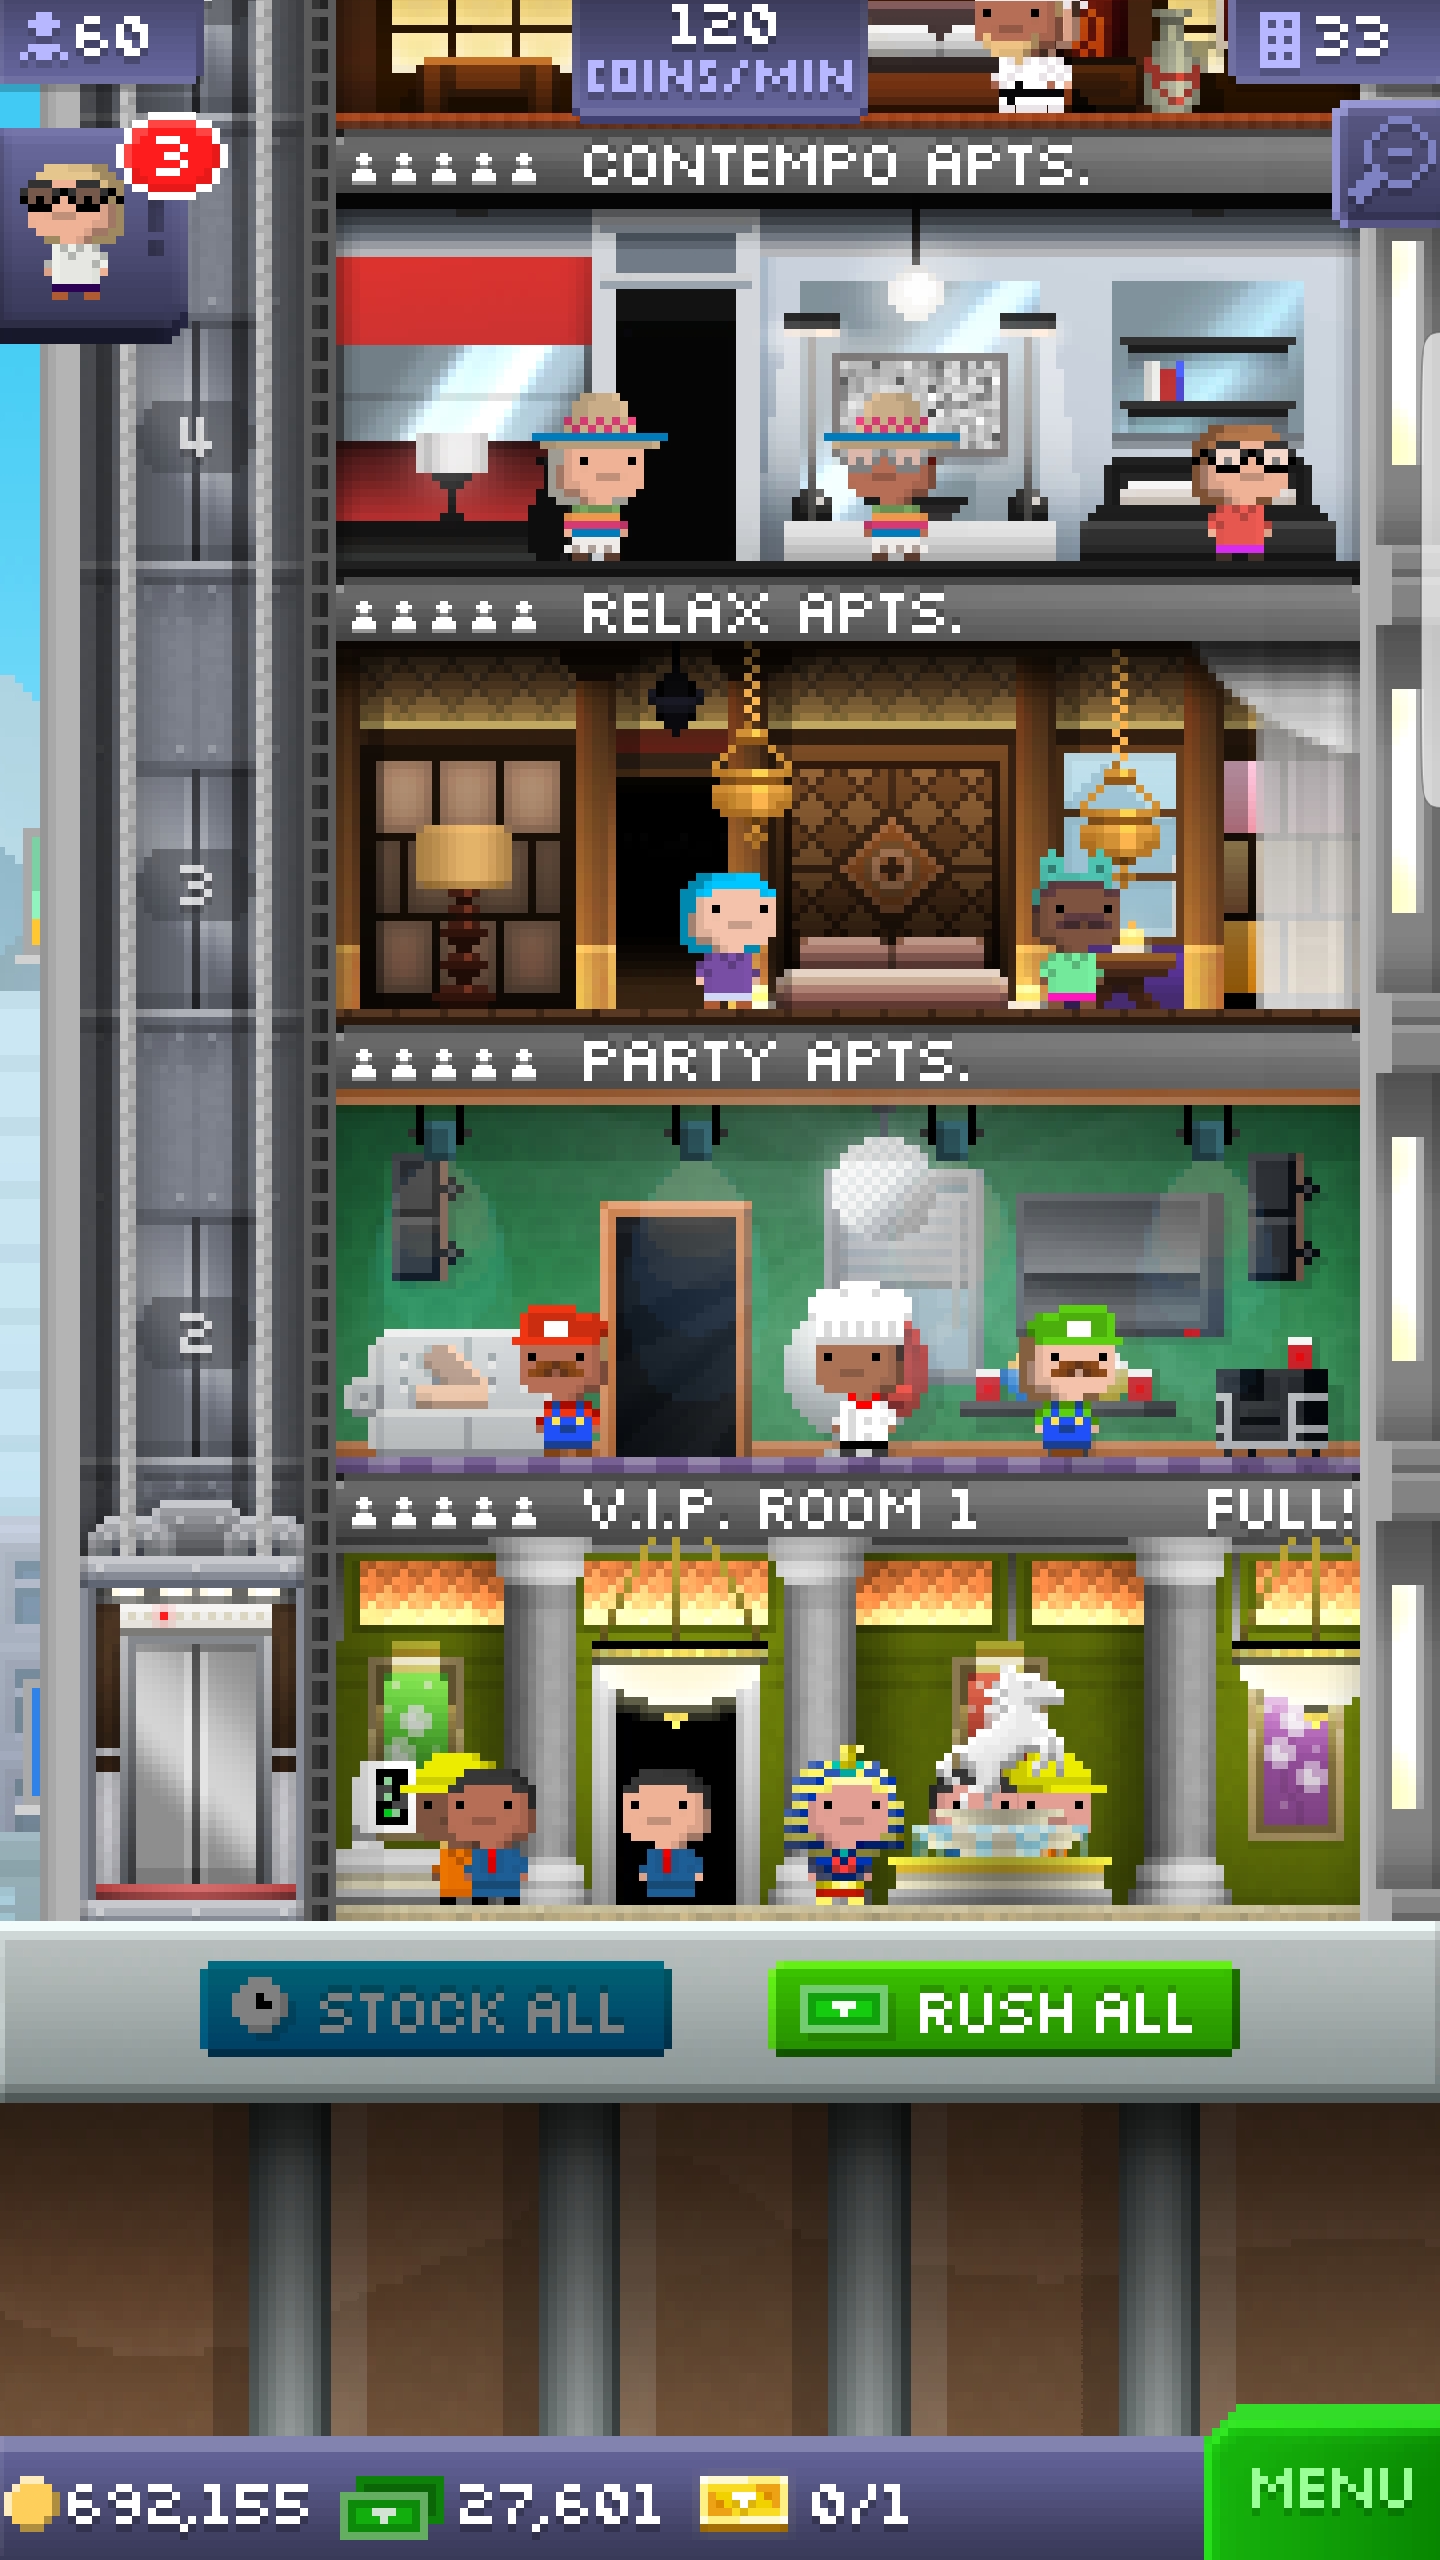 60
120
COINS/MIN
33
3
CONTEMPO APTS.
4
RELAX APTS.
3
PARTY APTS.
2
V.I.P. ROOM 1 FULL!
STOCK ALL
RUSH ALL
692,155
27,601
0/1
MENU